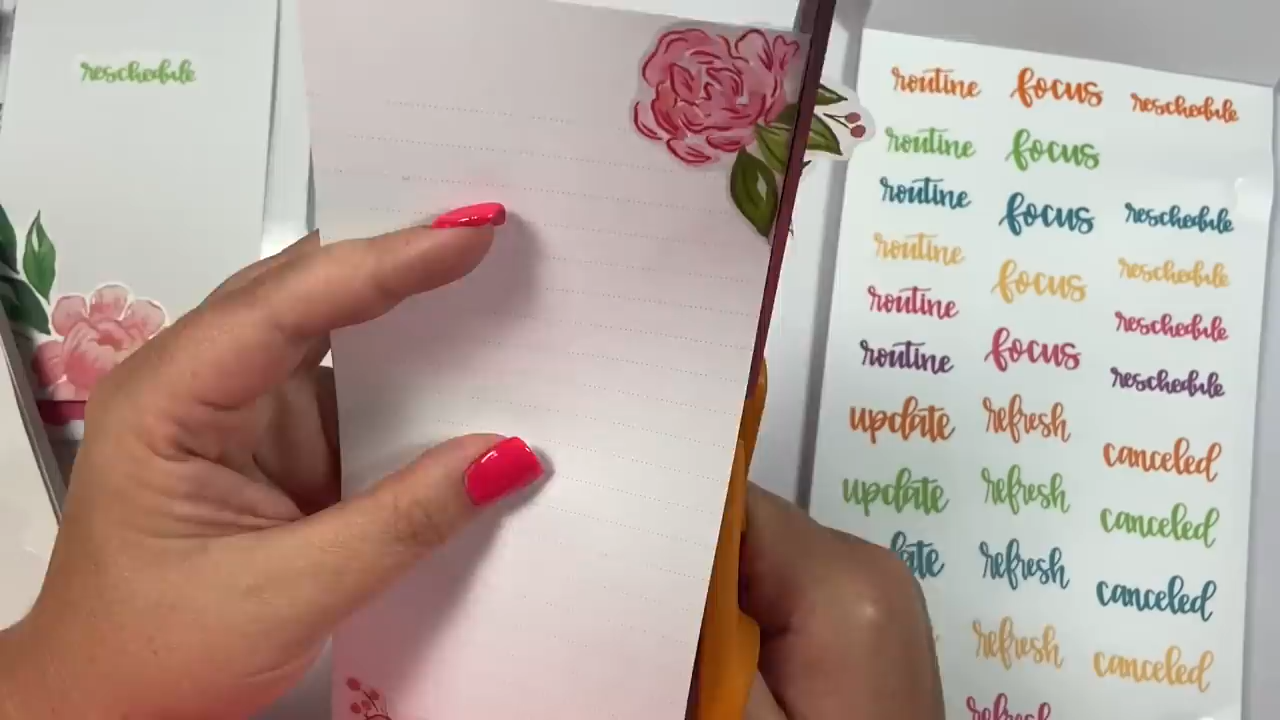 reschedule
routine focus reschedule
routine focus
routine focus reschedule
routine focus reschedule
routine focus reschedule
routine reschedule
update refresh canceled
update refresh canceled
refresh canceled
refresh canceled
refresh